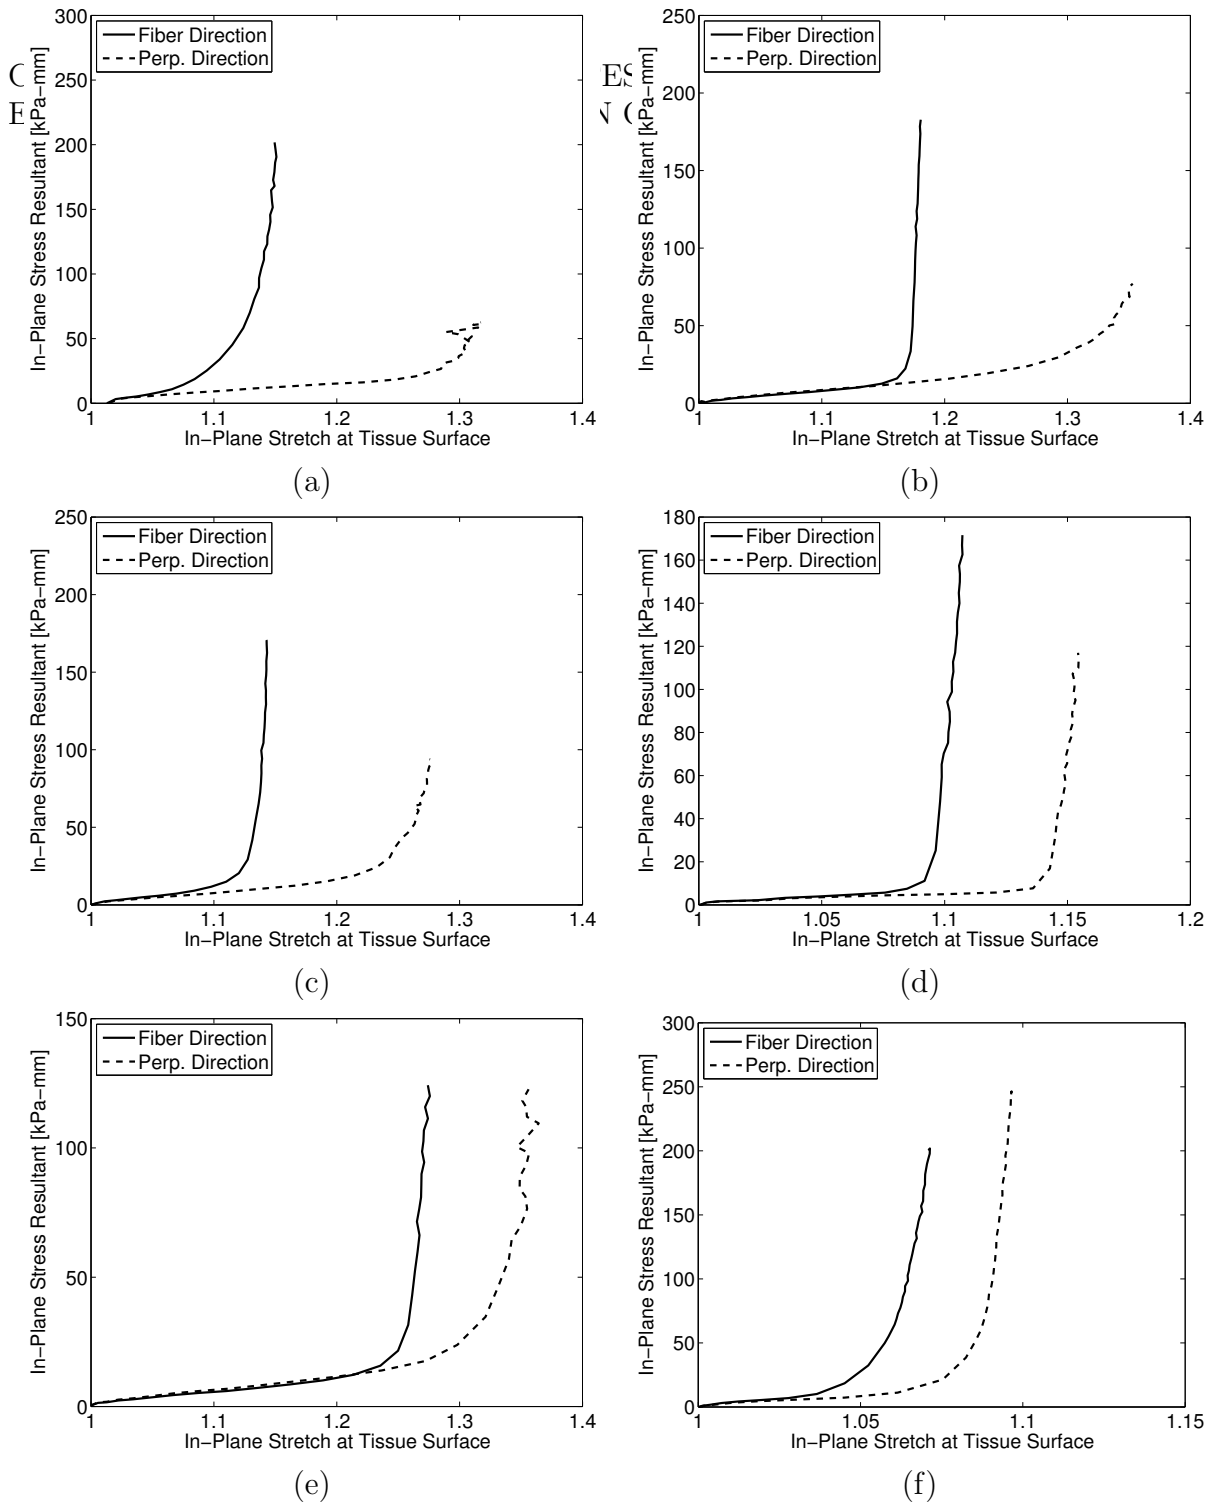 300
250
200
150
100
50
0
1
1.1
1.2
1.3
1.4
In−Plane Stretch at Tissue Surface
In−Plane Stress Resultant [kPa−mm]
Fiber Direction
Perp. Direction
(a)
ES
N
250
200
150
100
50
0
1
1.1
1.2
1.3
1.4
In−Plane Stretch at Tissue Surface
In−Plane Stress Resultant [kPa−mm]
Fiber Direction
Perp. Direction
(b)
250
200
150
100
50
0
1
1.1
1.2
1.3
1.4
In−Plane Stretch at Tissue Surface
In−Plane Stress Resultant [kPa−mm]
Fiber Direction
Perp. Direction
(c)
180
160
140
120
100
80
60
40
20
0
1
1.05
1.1
1.15
1.2
In−Plane Stretch at Tissue Surface
In−Plane Stress Resultant [kPa−mm]
Fiber Direction
Perp. Direction
(d)
150
100
50
0
1
1.1
1.2
1.3
1.4
In−Plane Stretch at Tissue Surface
In−Plane Stress Resultant [kPa−mm]
Fiber Direction
Perp. Direction
(e)
300
250
200
150
100
50
0
1
1.05
1.1
1.15
In−Plane Stretch at Tissue Surface
In−Plane Stress Resultant [kPa−mm]
Fiber Direction
Perp. Direction
(f)